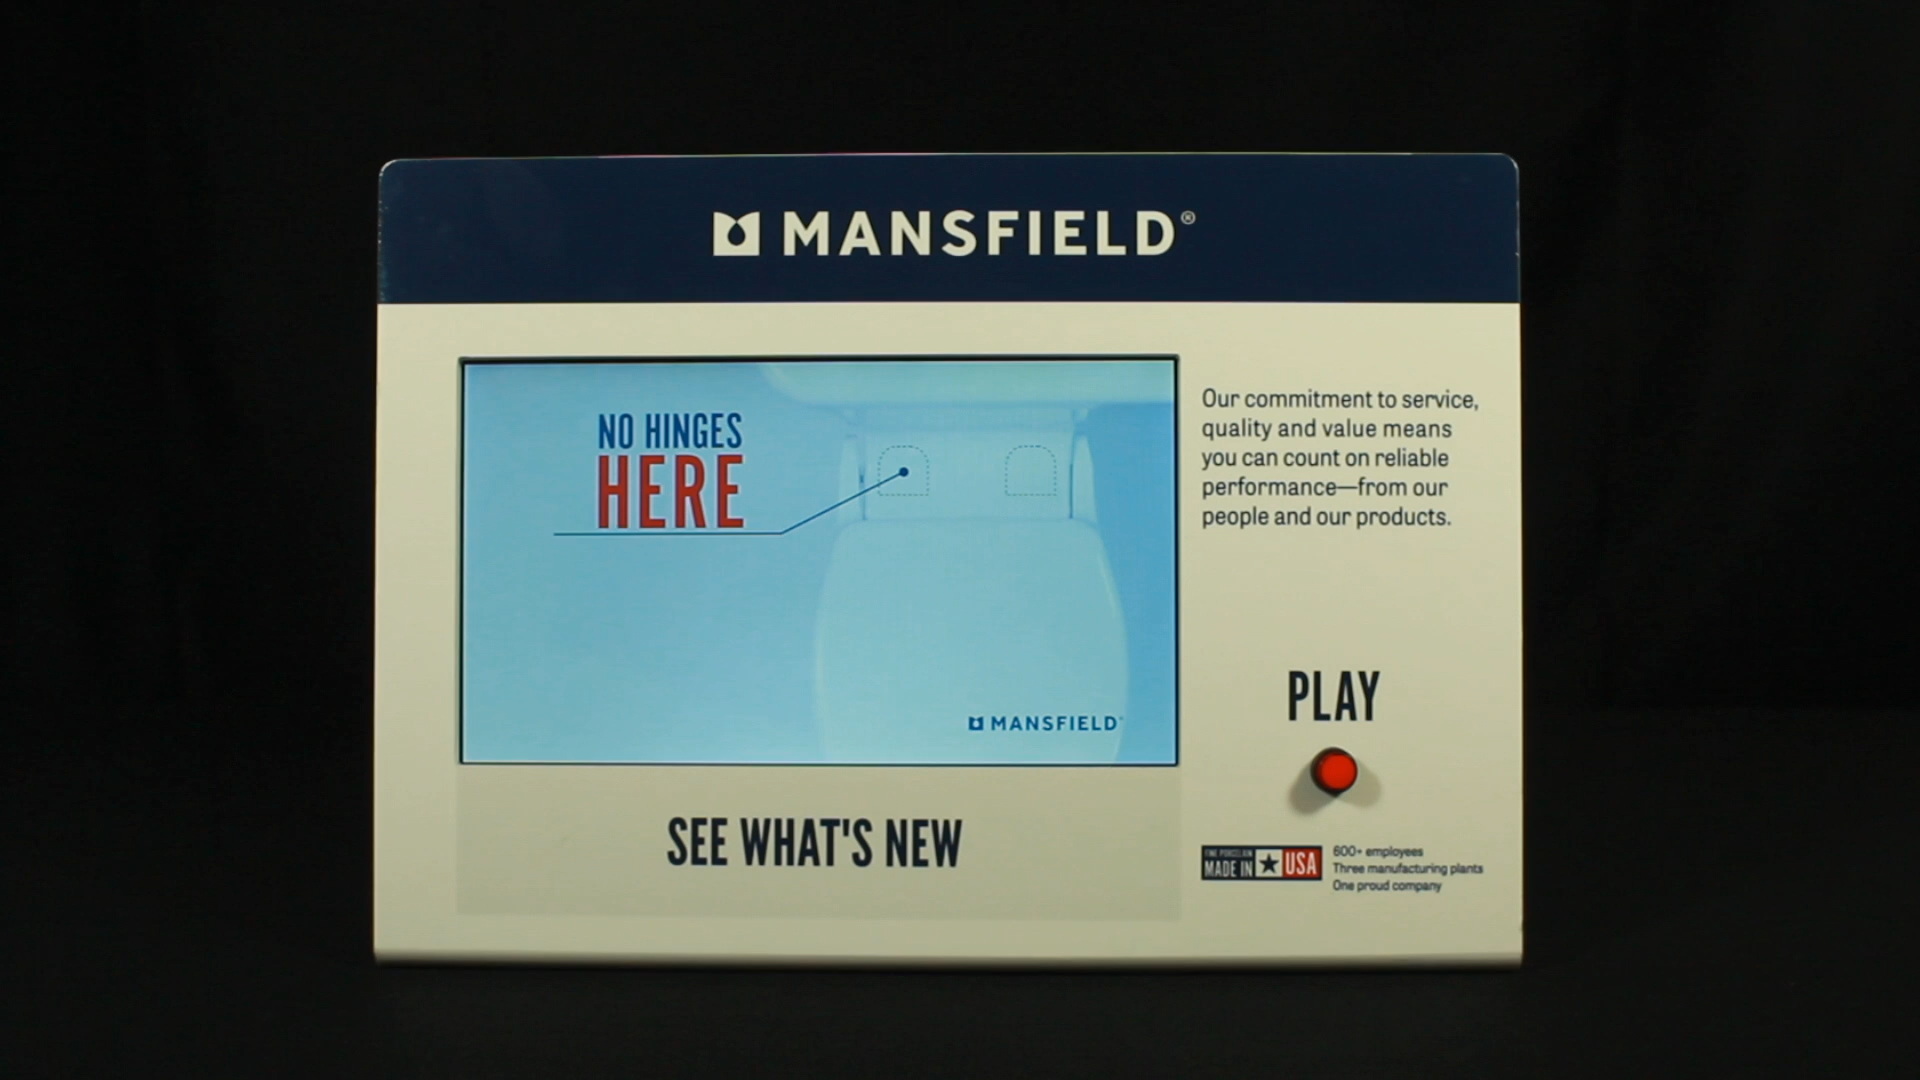 MANSFIELD®
NO HINGES
HERE
MANSFIELD
Our commitment to service,
quality and value means
you can count on reliable
performance—from our
people and our products.
PLAY
SEE WHAT'S NEW
FINE PORCELAIN
MADE IN USA
600+ employees
Three manufacturing plants
One proud company